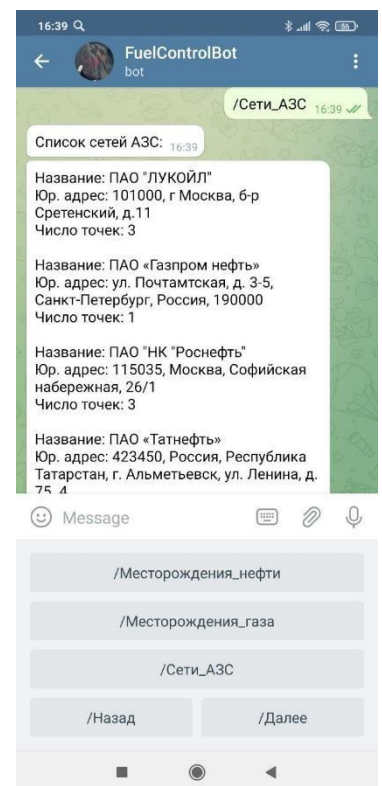 16:39
56
FuelControlBot
bot
/Сети_АЗС 16:39
Список сетей АЗС: 16:39
Название: ПАО "ЛУКОЙЛ"
Юр. адрес: 101000, г Москва, б-р
Сретенский, д.11
Число точек: 3
Название: ПАО «Газпром нефть»
Юр. адрес: ул. Почтамтская, д. 3-5,
Санкт-Петербург, Россия, 190000
Число точек: 1
Название: ПАО "НК "Роснефть"
Юр. адрес: 115035, Москва, Софийская
набережная, 26/1
Число точек: 3
Название: ПАО «Татнефть»
Юр. адрес: 423450, Россия, Республика
Татарстан, г. Альметьевск, ул. Ленина, д.
75, 4
Message
/Месторождения_нефти
/Месторождения_газа
/Сети_АЗС
/Назад
/Далее